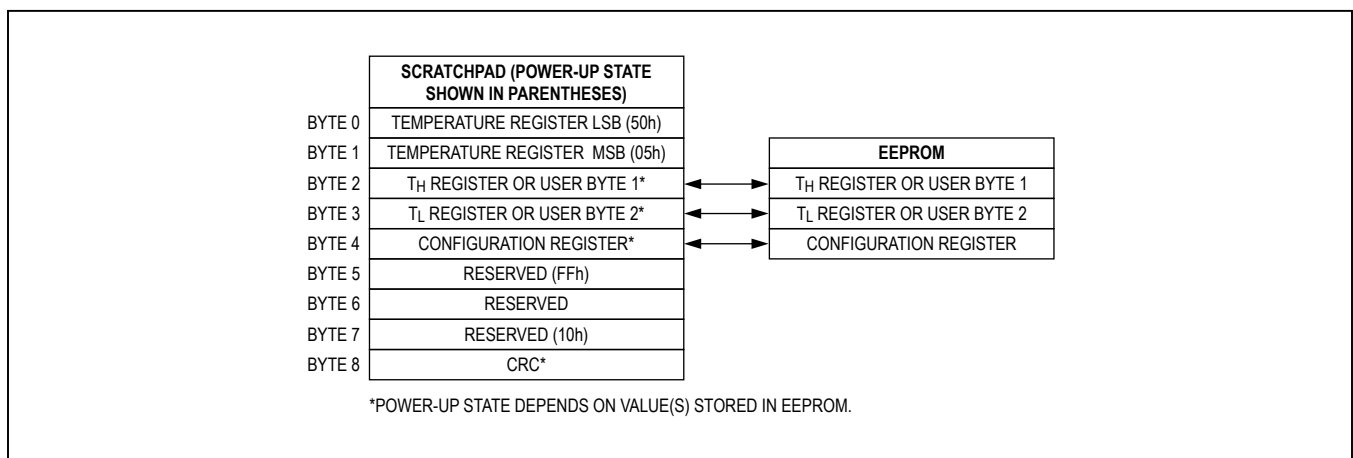 SCRATCHPAD (POWER-UP STATE
SHOWN IN PARENTHESES)
BYTE 0 TEMPERATURE REGISTER LSB (50h)
BYTE 1 TEMPERATURE REGISTER MSB (05h) EEPROM
BYTE 2 TH REGISTER OR USER BYTE 1* TH REGISTER OR USER BYTE 1
BYTE 3 TL REGISTER OR USER BYTE 2* TL REGISTER OR USER BYTE 2
BYTE 4 CONFIGURATION REGISTER* CONFIGURATION REGISTER
BYTE 5 RESERVED (FFh)
BYTE 6 RESERVED
BYTE 7 RESERVED (10h)
BYTE 8 CRC*
*POWER-UP STATE DEPENDS ON VALUE(S) STORED IN EEPROM.